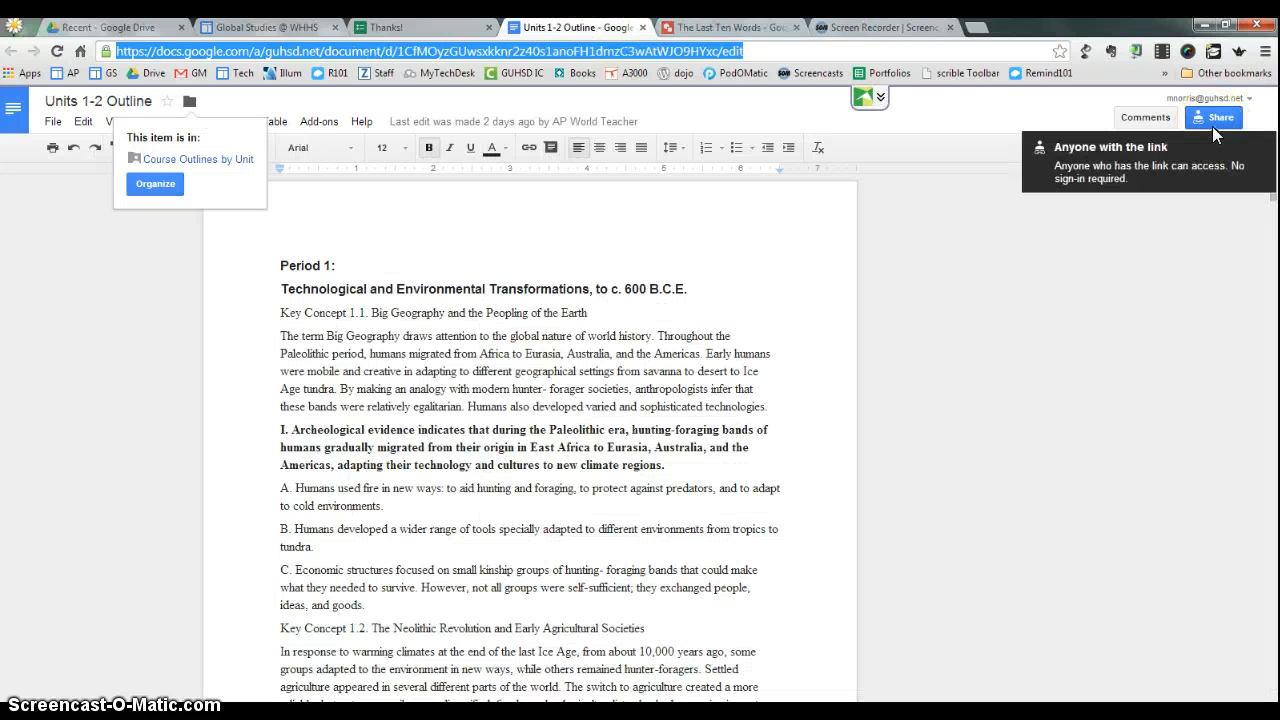 Recent - Google Drive
Global Studies @ WHHS
Thanks!
Units 1-2 Outline - Google
The Last Ten Words - Goo
Screen Recorder | Screenc
https://docs.google.com/a/guhsd.net/document/d/1CfMOyzGUwsxkknr2z40s1anoFH1dmzC3wAtWJO9HYxc/edit
Apps AP GS Drive GM Tech Illum R101 Staff MyTechDesk GUHSD IC Books A3000 dojo PodOMatic Screencasts Portfolios scrible Toolbar Remind101 » Other bookmarks
Units 1-2 Outline
mnorris@guhsd.net
File Edit V able Add-ons Help Last edit was made 2 days ago by AP World Teacher
Comments Share
This item is in:
Course Outlines by Unit
Organize
Arial 12 B I U A
1 2 3 4 5 6 7
Anyone with the link
Anyone who has the link can access. No
sign-in required.
Period 1:
Technological and Environmental Transformations, to c. 600 B.C.E.
Key Concept 1.1. Big Geography and the Peopling of the Earth
The term Big Geography draws attention to the global nature of world history. Throughout the
Paleolithic period, humans migrated from Africa to Eurasia, Australia, and the Americas. Early humans
were mobile and creative in adapting to different geographical settings from savanna to desert to Ice
Age tundra. By making an analogy with modern hunter- forager societies, anthropologists infer that
these bands were relatively egalitarian. Humans also developed varied and sophisticated technologies.
I. Archeological evidence indicates that during the Paleolithic era, hunting-foraging bands of
humans gradually migrated from their origin in East Africa to Eurasia, Australia, and the
Americas, adapting their technology and cultures to new climate regions.
A. Humans used fire in new ways: to aid hunting and foraging, to protect against predators, and to adapt
to cold environments.
B. Humans developed a wider range of tools specially adapted to different environments from tropics to
tundra.
C. Economic structures focused on small kinship groups of hunting- foraging bands that could make
what they needed to survive. However, not all groups were self-sufficient; they exchanged people,
ideas, and goods.
Key Concept 1.2. The Neolithic Revolution and Early Agricultural Societies
In response to warming climates at the end of the last Ice Age, from about 10,000 years ago, some
groups adapted to the environment in new ways, while others remained hunter-foragers. Settled
agriculture appeared in several different parts of the world. The switch to agriculture created a more
Screencast-O-Matic.com